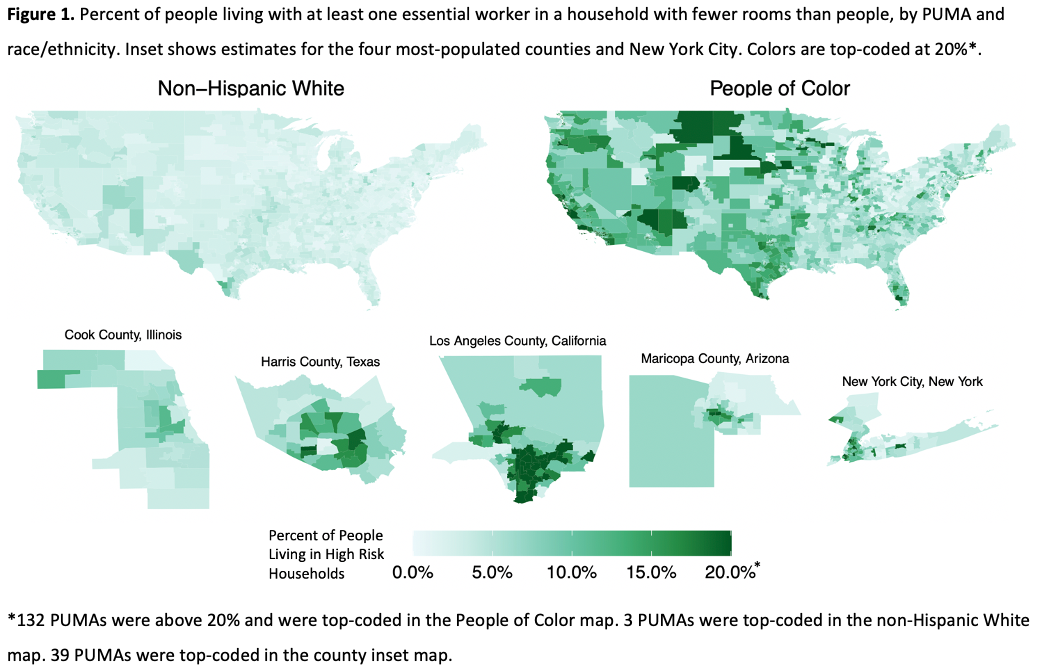 Figure 1. Percent of people living with at least one essential worker in a household with fewer rooms than people, by PUMA and
race/ethnicity. Inset shows estimates for the four most-populated counties and New York City. Colors are top-coded at 20%*.
Non–Hispanic White
People of Color
Cook County, Illinois
Harris County, Texas
Los Angeles County, California
Maricopa County, Arizona
New York City, New York
Percent of People
Living in High Risk
Households
0.0% 5.0% 10.0% 15.0% 20.0%*
*132 PUMAs were above 20% and were top-coded in the People of Color map. 3 PUMAs were top-coded in the non-Hispanic White
map. 39 PUMAs were top-coded in the county inset map.